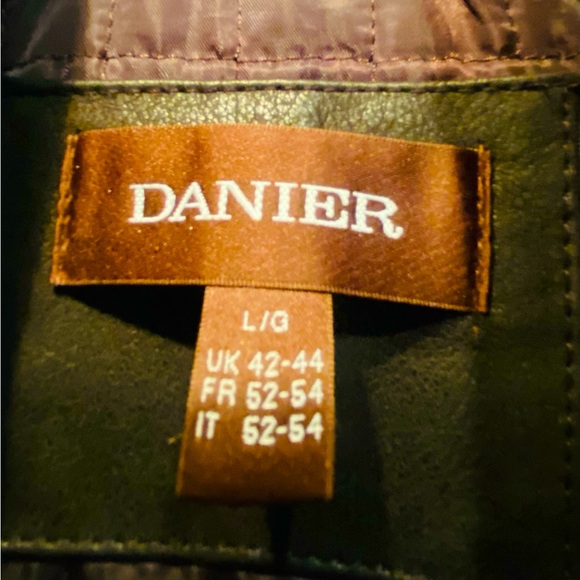 DANIER
L/G
UK 42-44
FR 52-54
IT 52-54